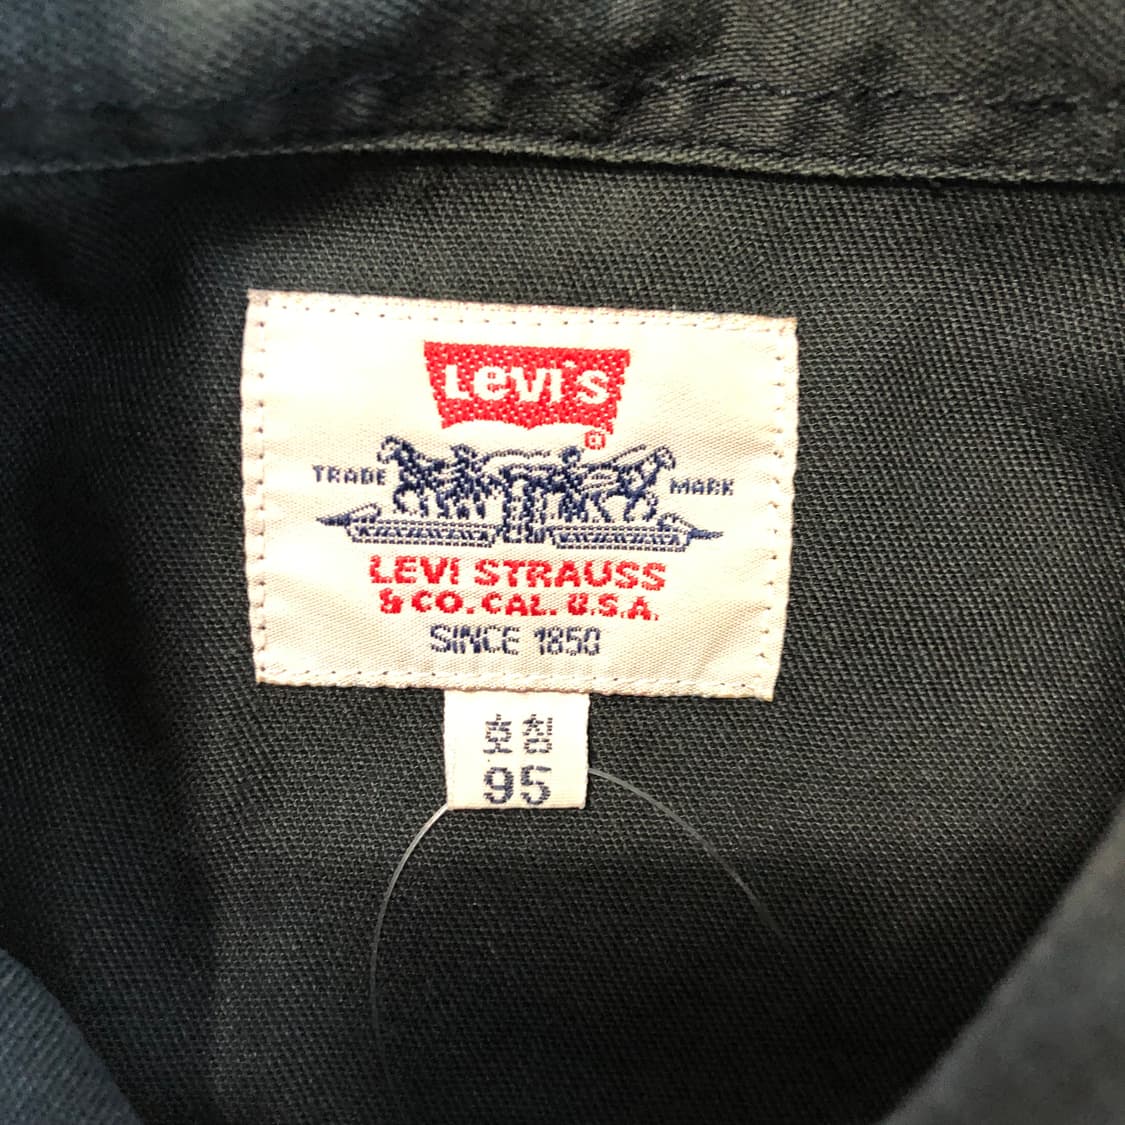 LEVI'S
®
TRADE MARK
LEVI STRAUSS
& CO. CAL. U.S.A.
SINCE 1850
호칭
95